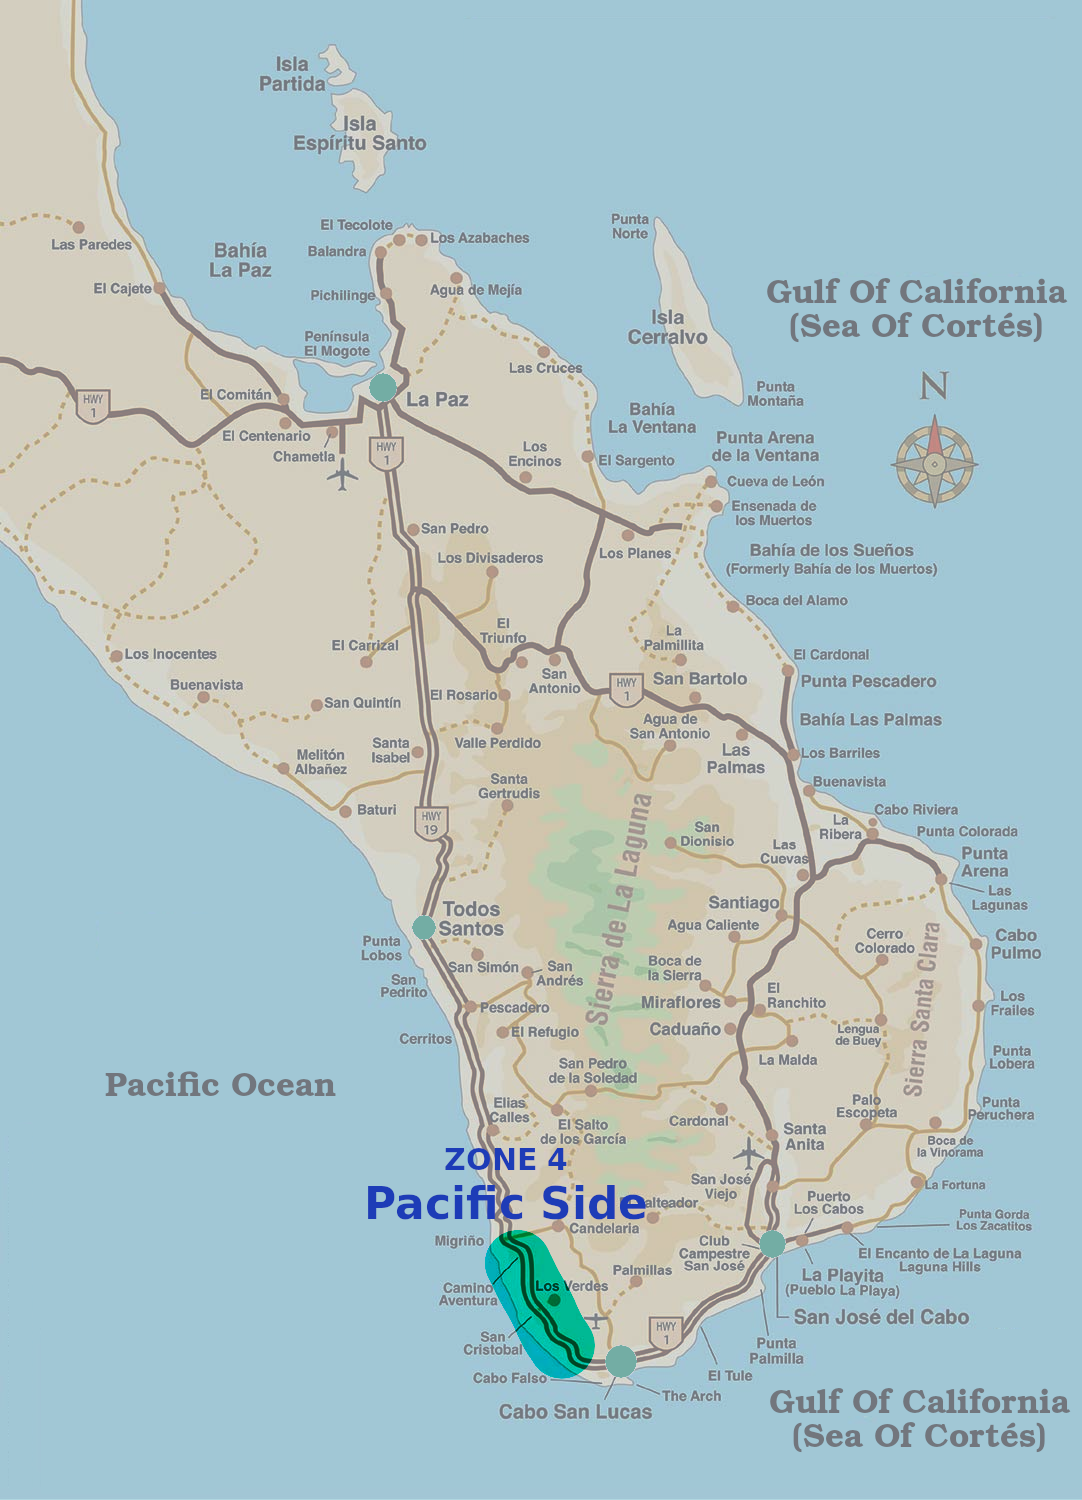 Isla
Partida
Isla
Espíritu Santo
El Tecolote
Los Azabaches
Balandra
Punta
Norte
Las Paredes
Bahía
La Paz
El Cajete
Pichilinge
Agua de Mejía
Gulf Of California
(Sea Of Cortés)
Isla
Cerralvo
Península
El Mogote
Las Cruces
N
Punta
Montaña
El Comitán
HWY
1
La Paz
Bahía
La Ventana
El Centenario
Chametla
HWY
1
Los
Encinos
El Sargento
Punta Arena
de la Ventana
Cueva de León
Ensenada de
los Muertos
San Pedro
Los Planes
Los Divisaderos
Bahía de los Sueños
(Formerly Bahía de los Muertos)
Boca del Alamo
El
Triunfo
La
Palmillita
El Carrizal
Los Inocentes
El Cardonal
San
Antonio
HWY
1
San Bartolo
Punta Pescadero
Buenavista
San Quintín
El Rosario
Bahía Las Palmas
Agua de
San Antonio
Valle Perdido
Santa
Isabel
Las
Palmas
Los Barriles
Melitón
Albañez
Santa
Gertrudis
Buenavista
Baturi
HWY
19
Sierra de La Laguna
Cabo Riviera
La
Ribera
Punta Colorada
San
Dionisio
Las
Cuevas
Punta
Arena
Las
Lagunas
Todos
Santos
Santiago
Agua Caliente
Cerro
Colorado
Sierra Santa Clara
Cabo
Pulmo
Punta
Lobos
San Simón
San
Andrés
Boca de
la Sierra
San
Pedrito
Miraflores
El
Ranchito
Los
Frailes
Pescadero
El Refugio
Caduaño
Lengua
de Buey
Cerritos
La Malda
Punta
Lobera
San Pedro
de la Soledad
Pacific Ocean
Elias
Calles
Palo
Escopeta
Punta
Peruchera
El Salto
de los García
Cardonal
Santa
Anita
Boca de
la Vinorama
ZONE 4
Pacific Side
San José
Viejo
La Fortuna
Puerto
Los Cabos
Candelaria
Punta Gorda
Los Zacatitos
Migriño
Club
Campestre
San José
El Encanto de La Laguna
Laguna Hills
Palmillas
La Playita
(Pueblo La Playa)
Camino
Aventura
Los Verdes
San José del Cabo
HWY
1
San
Cristobal
Punta
Palmilla
Cabo Falso
El Tule
The Arch
Cabo San Lucas
Gulf Of California
(Sea Of Cortés)